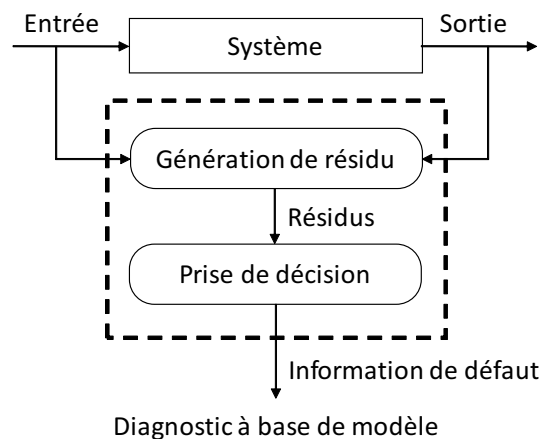 Entrée
Sortie
Système
Génération de résidu
Résidus
Prise de décision
Information de défaut
Diagnostic à base de modèle